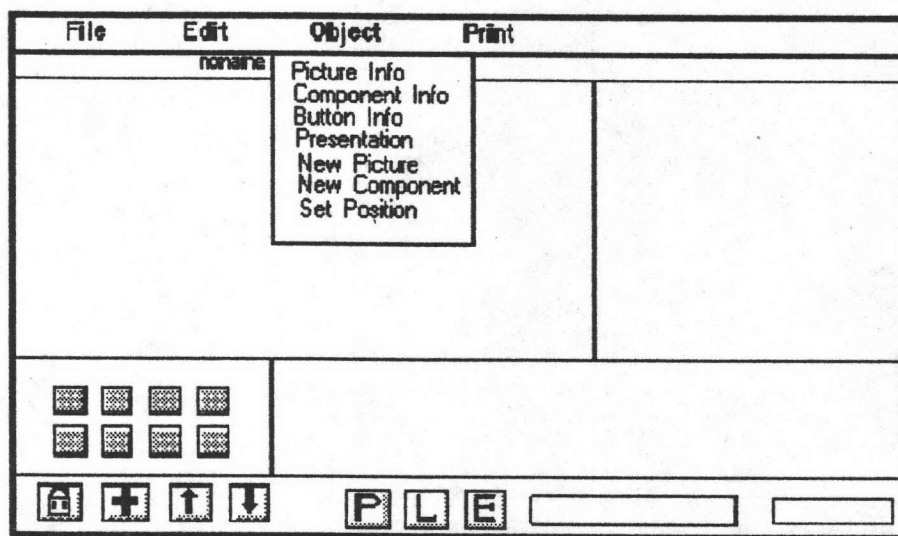 File Edit Object Print
noname
Picture Info
Component Info
Button Info
Presentation
New Picture
New Component
Set Position
P L E